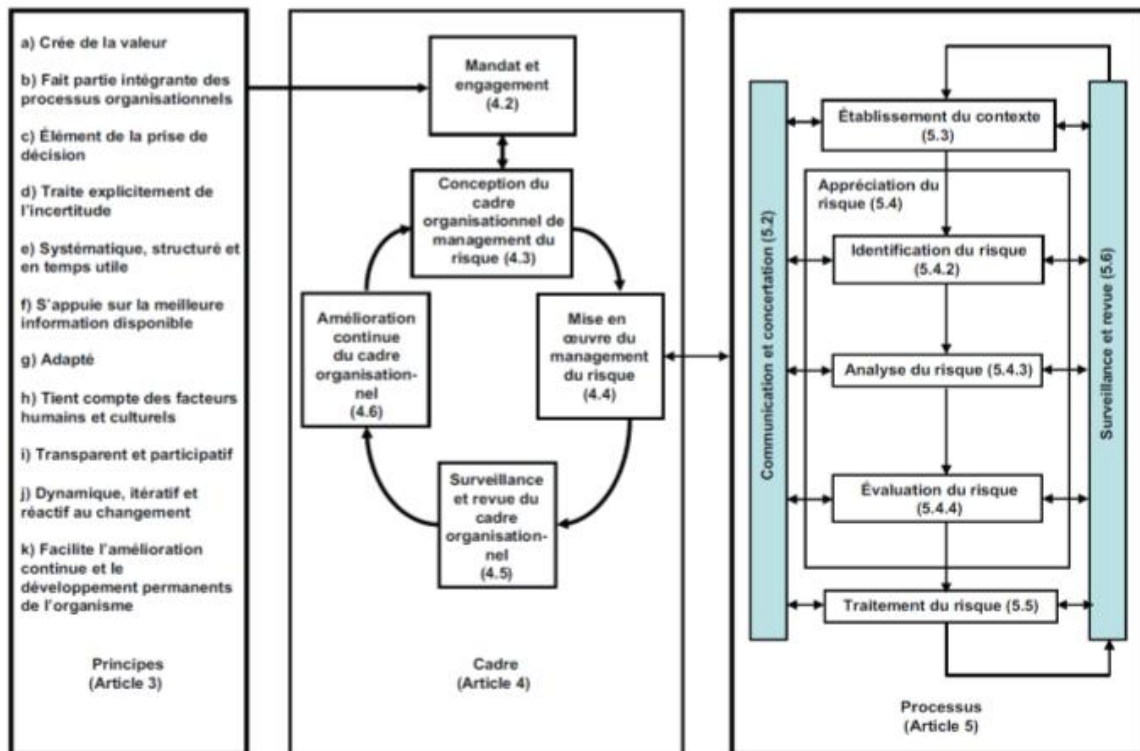 a) Crée de la valeur
b) Fait partie intégrante des
processus organisationnels
c) Élément de la prise de
décision
d) Traite explicitement de
l'incertitude
e) Systématique, structuré et
en temps utile
f) S'appuie sur la meilleure
information disponible
g) Adapté
h) Tient compte des facteurs
humains et culturels
i) Transparent et participatif
j) Dynamique, itératif et
réactif au changement
k) Facilite l'amélioration
continue et le
développement permanents
de l'organisme
Principes
(Article 3)
Mandat et
engagement
(4.2)
Conception du
cadre
organisationnel de
management du
risque (4.3)
Mise en
œuvre du
management
du risque
(4.4)
Surveillance
et revue du
cadre
organisation-
nel
(4.5)
Amélioration
continue
du cadre
organisation-
nel
(4.6)
Cadre
(Article 4)
Communication et concertation (5.2)
Établissement du contexte
(5.3)
Appréciation du
risque (5.4)
Identification du risque
(5.4.2)
Analyse du risque (5.4.3)
Évaluation du risque
(5.4.4)
Traitement du risque (5.5)
Surveillance et revue (5.6)
Processus
(Article 5)